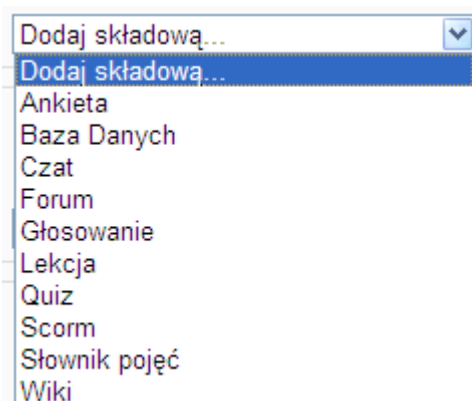 Dodaj składową...
Dodaj składową...
Ankieta
Baza Danych
Czat
Forum
Głosowanie
Lekcja
Quiz
Scorm
Słownik pojęć
Wiki